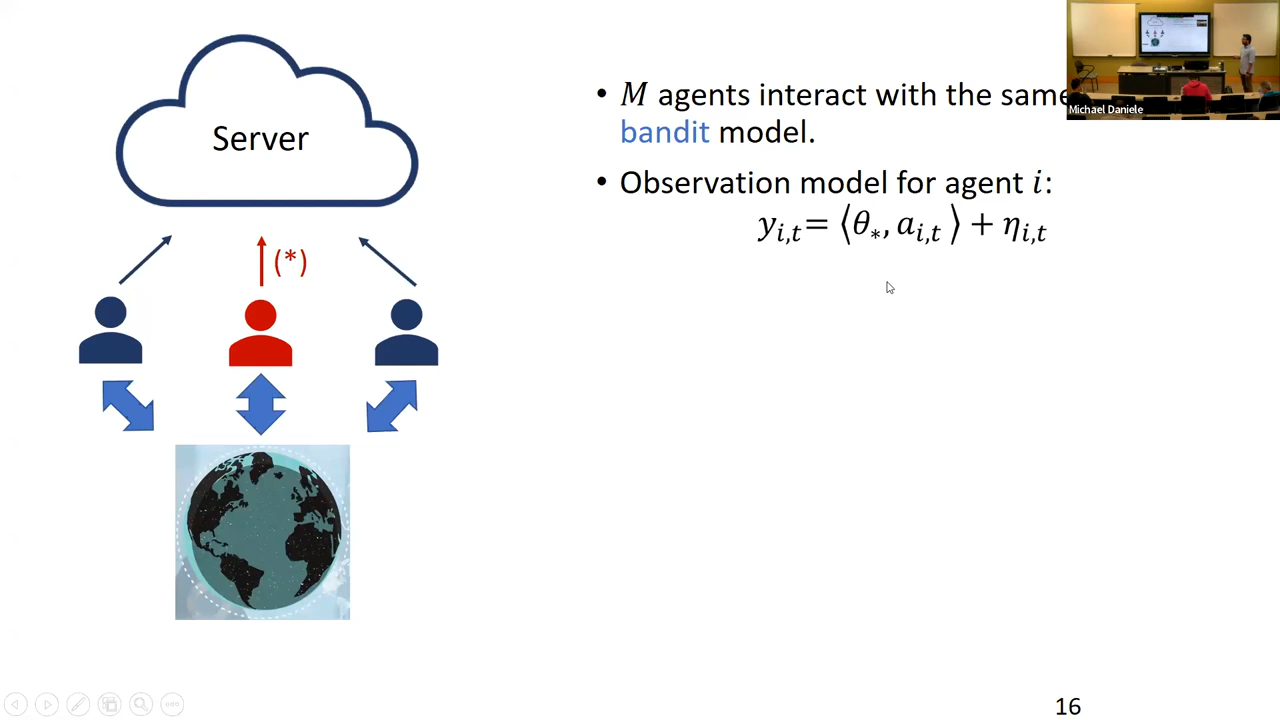 Server
(*)
• M agents interact with the same
bandit model.
• Observation model for agent i:
y_{i,t} = ⟨θ_*, a_{i,t}⟩ + η_{i,t}
Michael Daniele
16